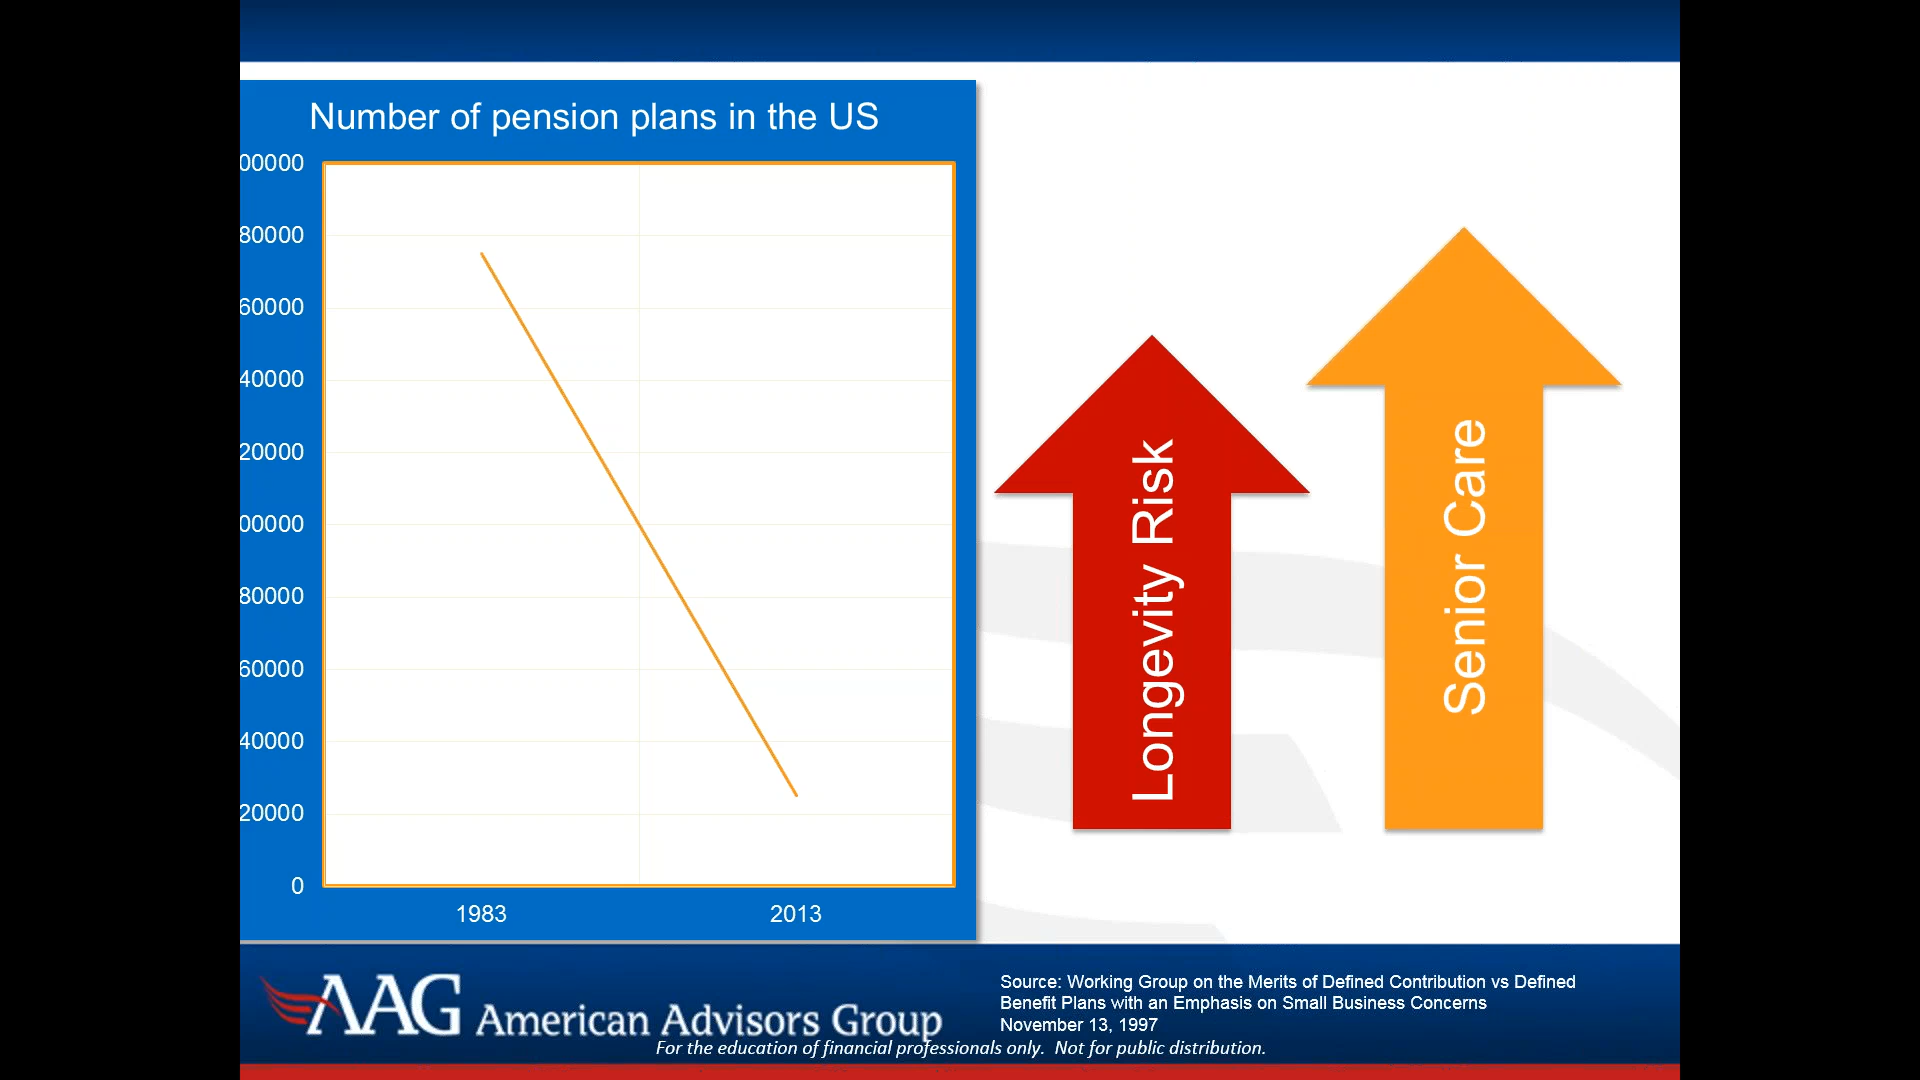 Number of pension plans in the US
00000
80000
60000
40000
20000
00000
80000
60000
40000
20000
0
1983
2013
Longevity Risk
Senior Care
AAG American Advisors Group
Source: Working Group on the Merits of Defined Contribution vs Defined
Benefit Plans with an Emphasis on Small Business Concerns
November 13, 1997
For the education of financial professionals only. Not for public distribution.